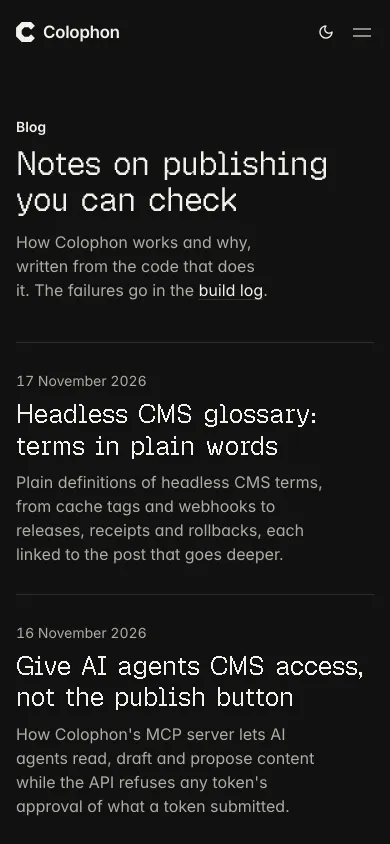 Colophon
Blog
Notes on publishing
you can check
How Colophon works and why,
written from the code that does
it. The failures go in the build log.
17 November 2026
Headless CMS glossary:
terms in plain words
Plain definitions of headless CMS terms,
from cache tags and webhooks to
releases, receipts and rollbacks, each
linked to the post that goes deeper.
16 November 2026
Give AI agents CMS access,
not the publish button
How Colophon's MCP server lets AI
agents read, draft and propose content
while the API refuses any token's
approval of what a token submitted.